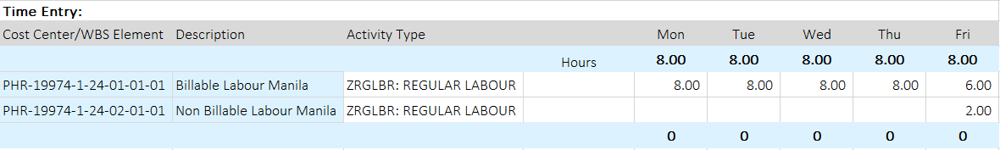 Time Entry:
Cost Center/WBS Element Description Activity Type Mon Tue Wed Thu Fri
Hours 8.00 8.00 8.00 8.00 8.00
PHR-19974-1-24-01-01-01 Billable Labour Manila ZRGLBR: REGULAR LABOUR 8.00 8.00 8.00 8.00 6.00
PHR-19974-1-24-02-01-01 Non Billable Labour Manila ZRGLBR: REGULAR LABOUR 2.00
0 0 0 0 0